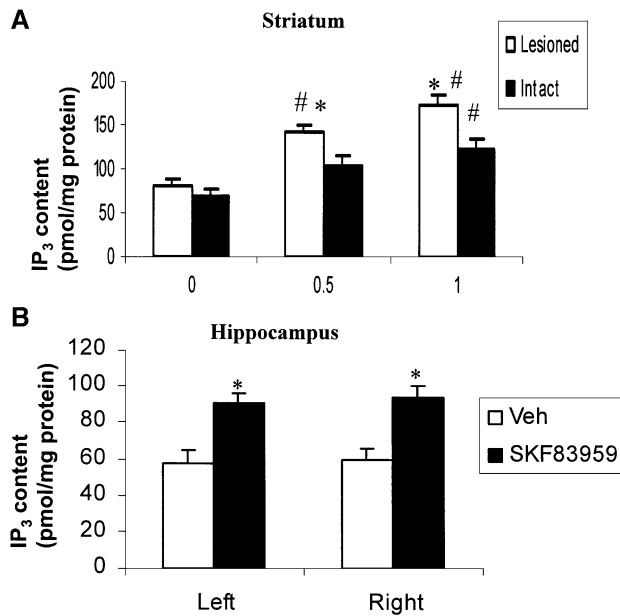 A
Striatum
Lesioned
Intact
IP3 content
(pmol/mg protein)
200
150
100
50
0
# *
* #
#
0 0.5 1
B
Hippocampus
IP3 content
(pmol/mg protein)
120
100
80
60
40
20
0
* *
Veh
SKF83959
Left Right